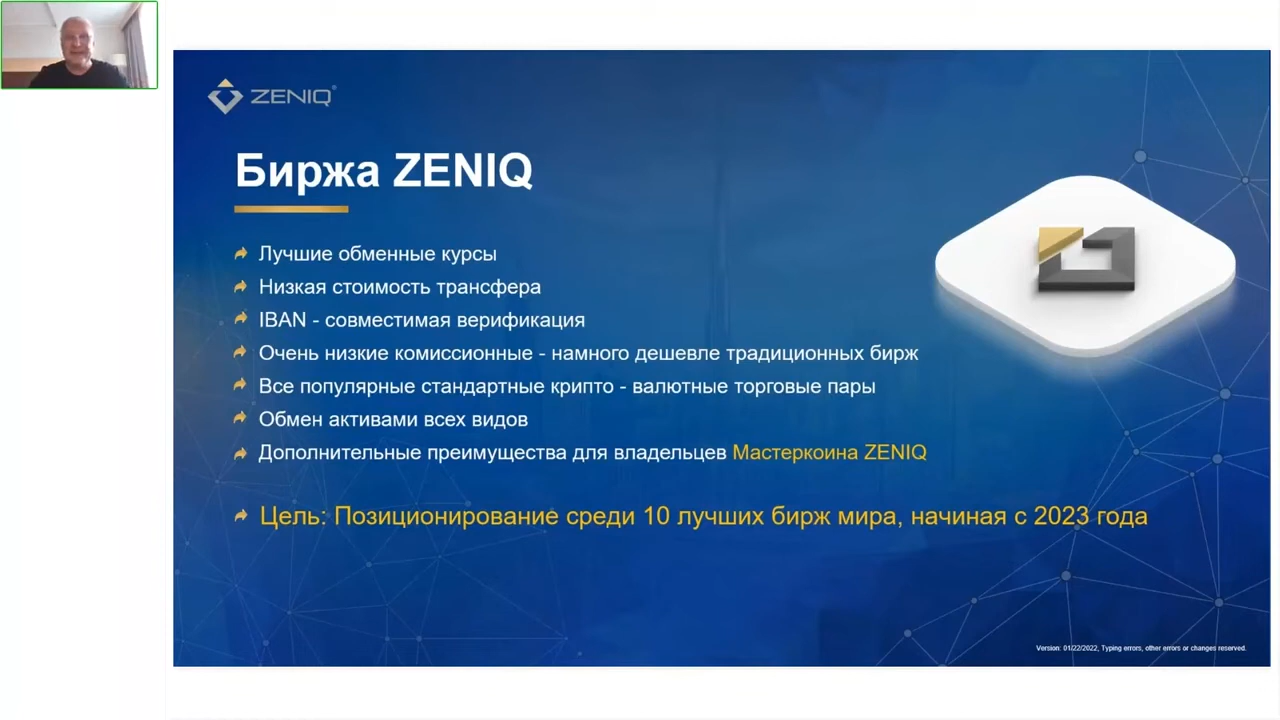 ZENIQ®
Биржа ZENIQ
Лучшие обменные курсы
Низкая стоимость трансфера
IBAN - совместимая верификация
Очень низкие комиссионные - намного дешевле традиционных бирж
Все популярные стандартные крипто - валютные торговые пары
Обмен активами всех видов
Дополнительные преимущества для владельцев Мастеркоина ZENIQ
Цель: Позиционирование среди 10 лучших бирж мира, начиная с 2023 года
Version: 01/22/2022, Typing errors, other errors or changes reserved.